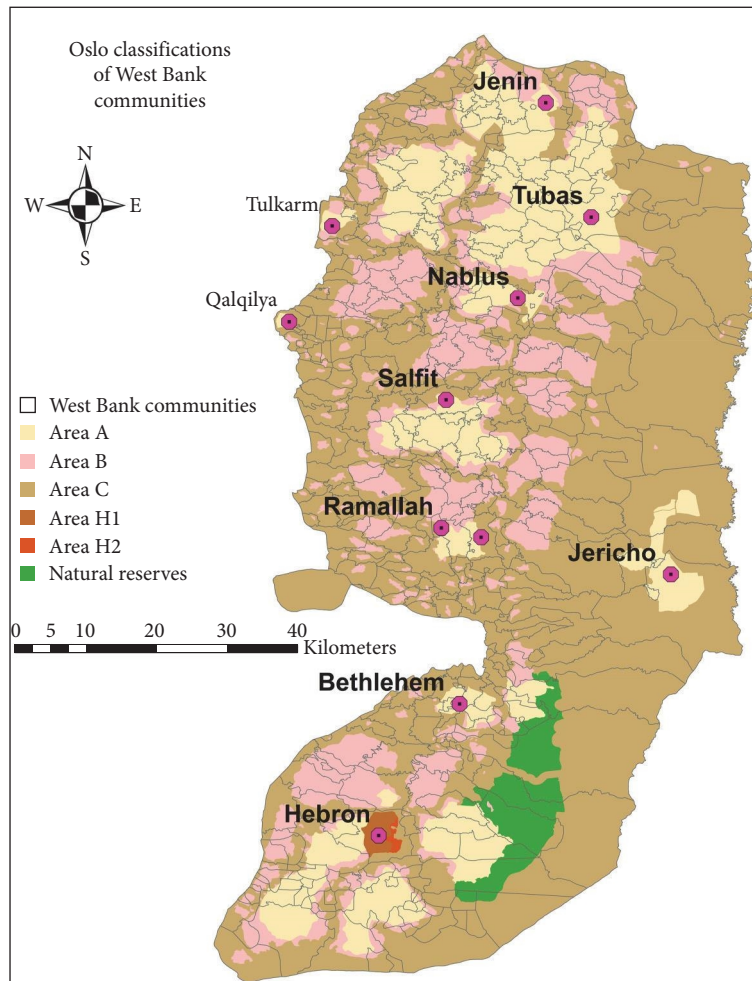 Oslo classifications
of West Bank
communities
N
W
E
S
Jenin
Tubas
Tulkarm
Nablus
Qalqilya
Salfit
West Bank communities
Area A
Area B
Area C
Area H1
Area H2
Natural reserves
Ramallah
Jericho
0 5 10 20 30 40
Kilometers
Bethlehem
Hebron